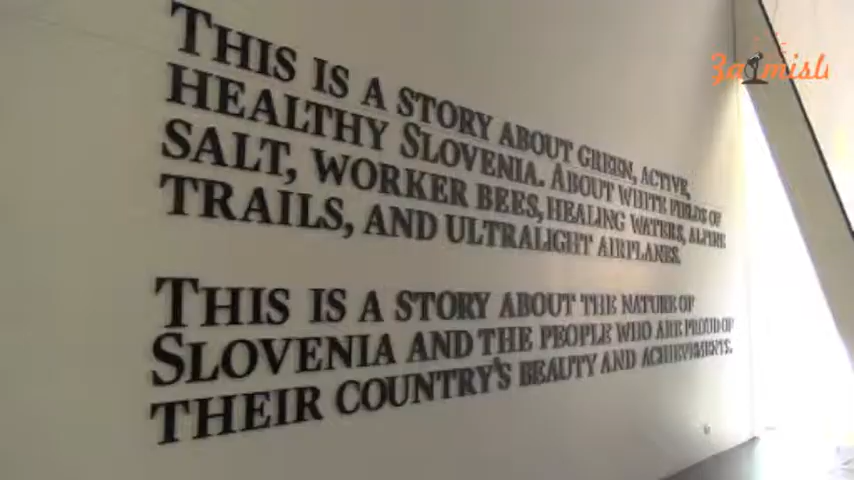 THIS IS A STORY ABOUT GREEN, ACTIVE,
HEALTHY SLOVENIA. ABOUT WHITE FIELDS OF
SALT, WORKER BEES, HEALING WATERS, ALPINE
TRAILS, AND ULTRALIGHT AIRPLANES.
THIS IS A STORY ABOUT THE NATURE OF
SLOVENIA AND THE PEOPLE WHO ARE PROUD OF
THEIR COUNTRY'S BEAUTY AND ACHIEVEMENTS.